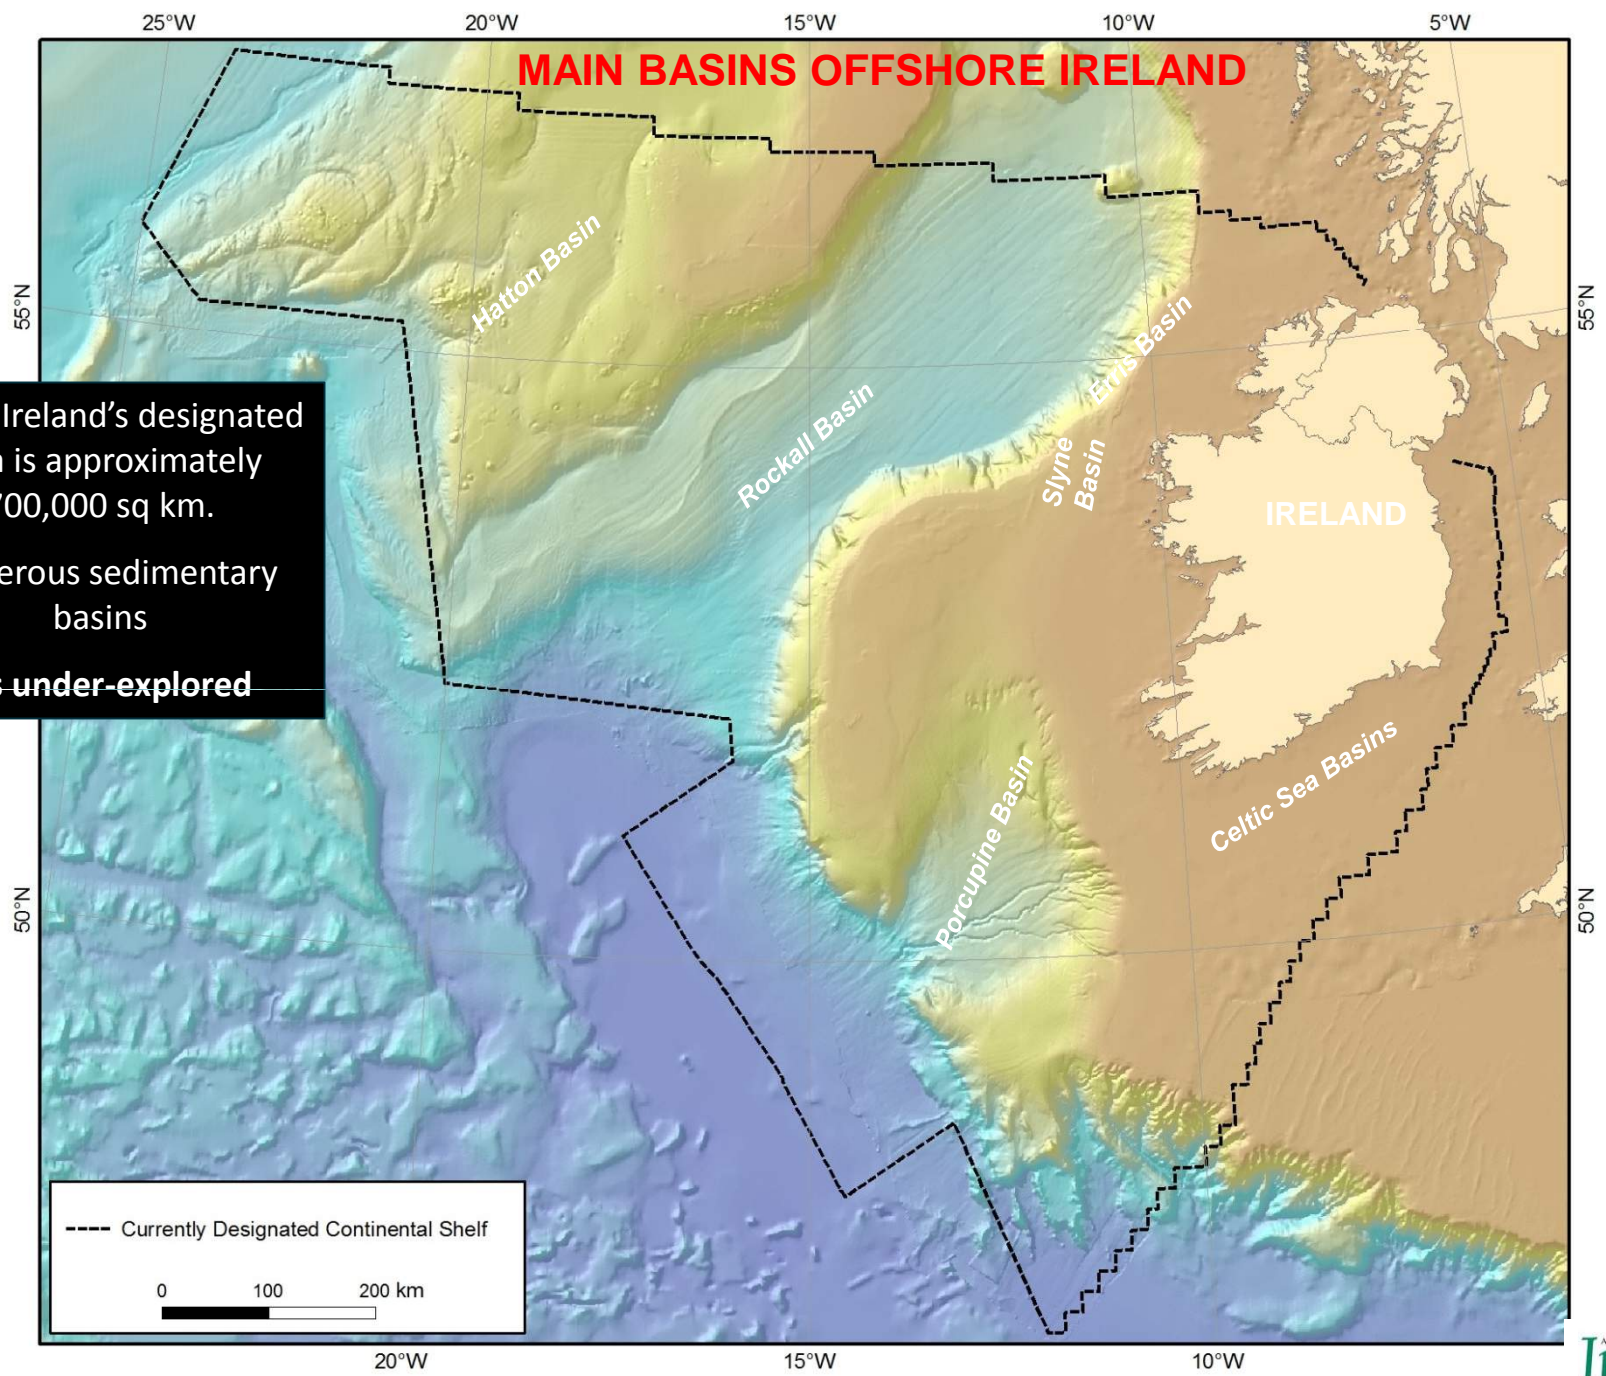 25°W 20°W 15°W 10°W 5°W
MAIN BASINS OFFSHORE IRELAND
55°N
55°N
Hatton Basin
Erris Basin
Rockall Basin
Slyne
Basin
Ireland's designated
is approximately
700,000 sq km.
sedimentary
basins
under-explored
IRELAND
Celtic Sea Basins
Porcupine Basin
50°N
50°N
Currently Designated Continental Shelf
0 100 200 km
20°W 15°W 10°W